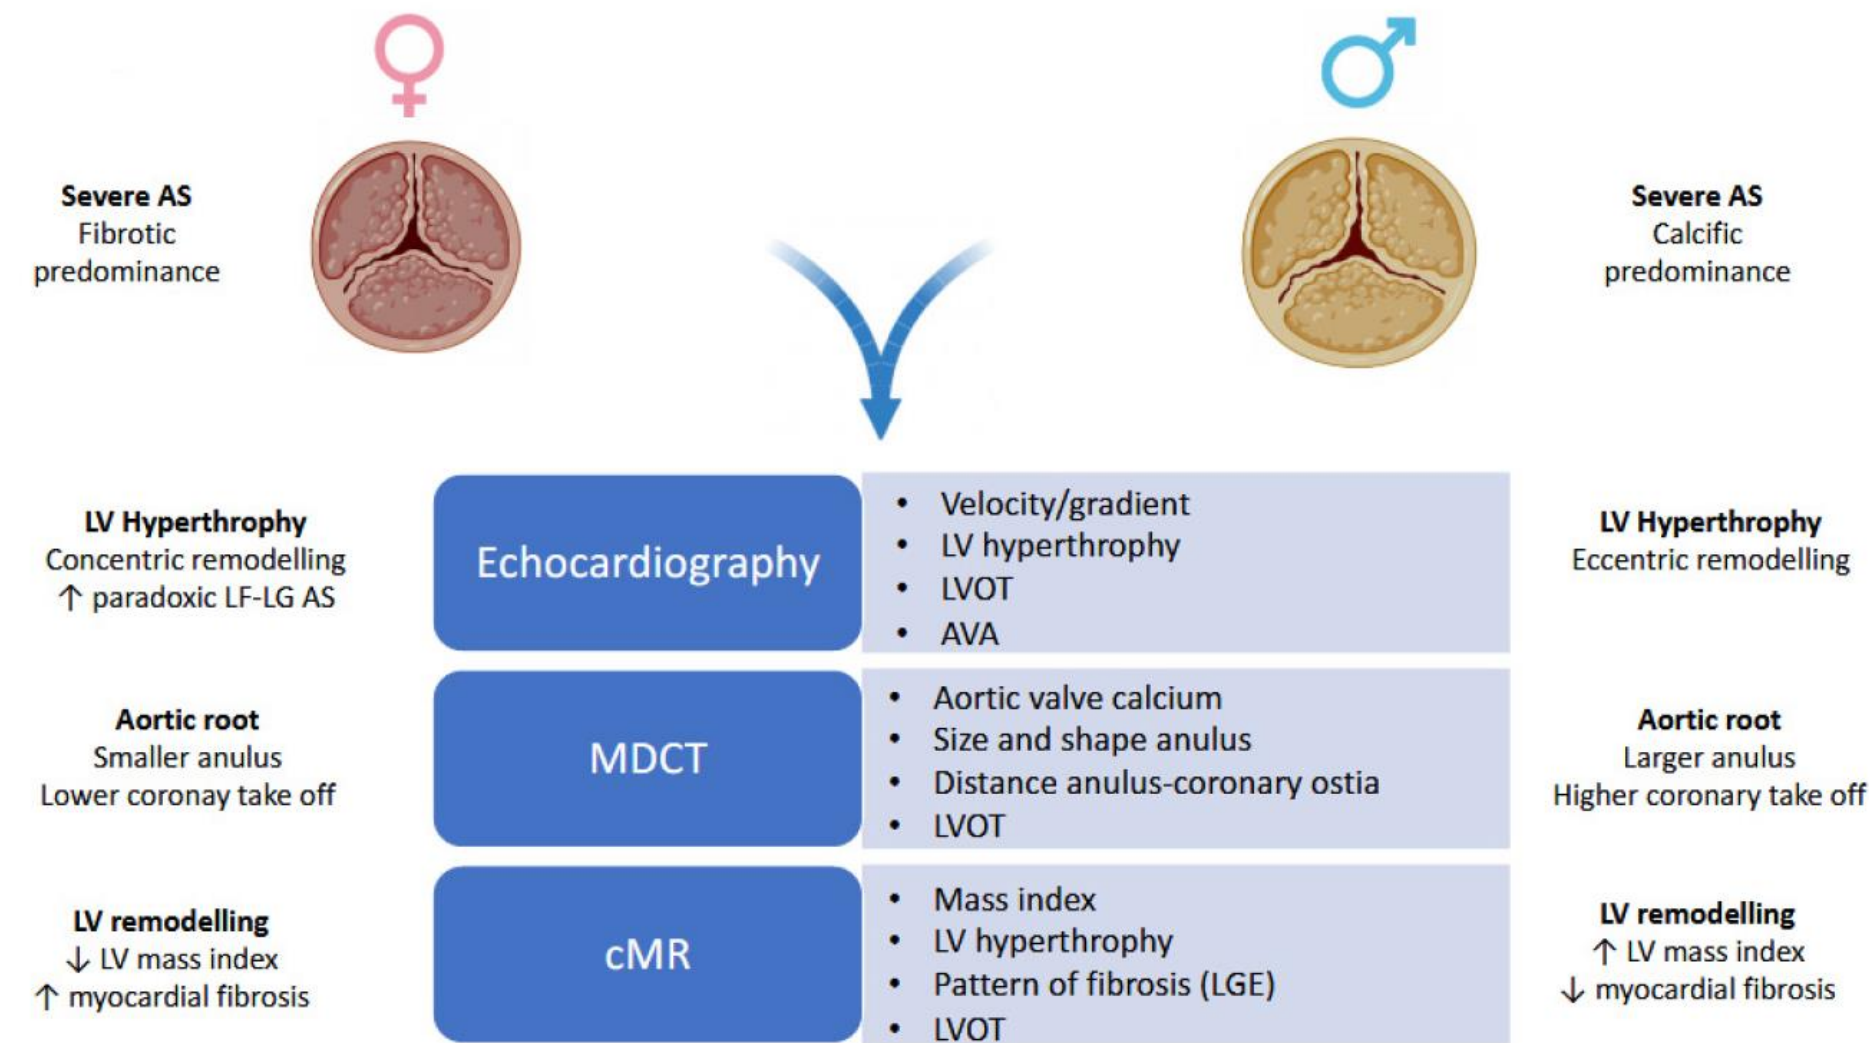 Severe AS
Fibrotic
predominance
Severe AS
Calcific
predominance
LV Hyperthrophy
Concentric remodelling
↑ paradoxic LF-LG AS
Echocardiography
• Velocity/gradient
• LV hyperthrophy
• LVOT
• AVA
LV Hyperthrophy
Eccentric remodelling
Aortic root
Smaller anulus
Lower coronay take off
MDCT
• Aortic valve calcium
• Size and shape anulus
• Distance anulus-coronary ostia
• LVOT
Aortic root
Larger anulus
Higher coronary take off
LV remodelling
↓ LV mass index
↑ myocardial fibrosis
cMR
• Mass index
• LV hyperthrophy
• Pattern of fibrosis (LGE)
• LVOT
LV remodelling
↑ LV mass index
↓ myocardial fibrosis